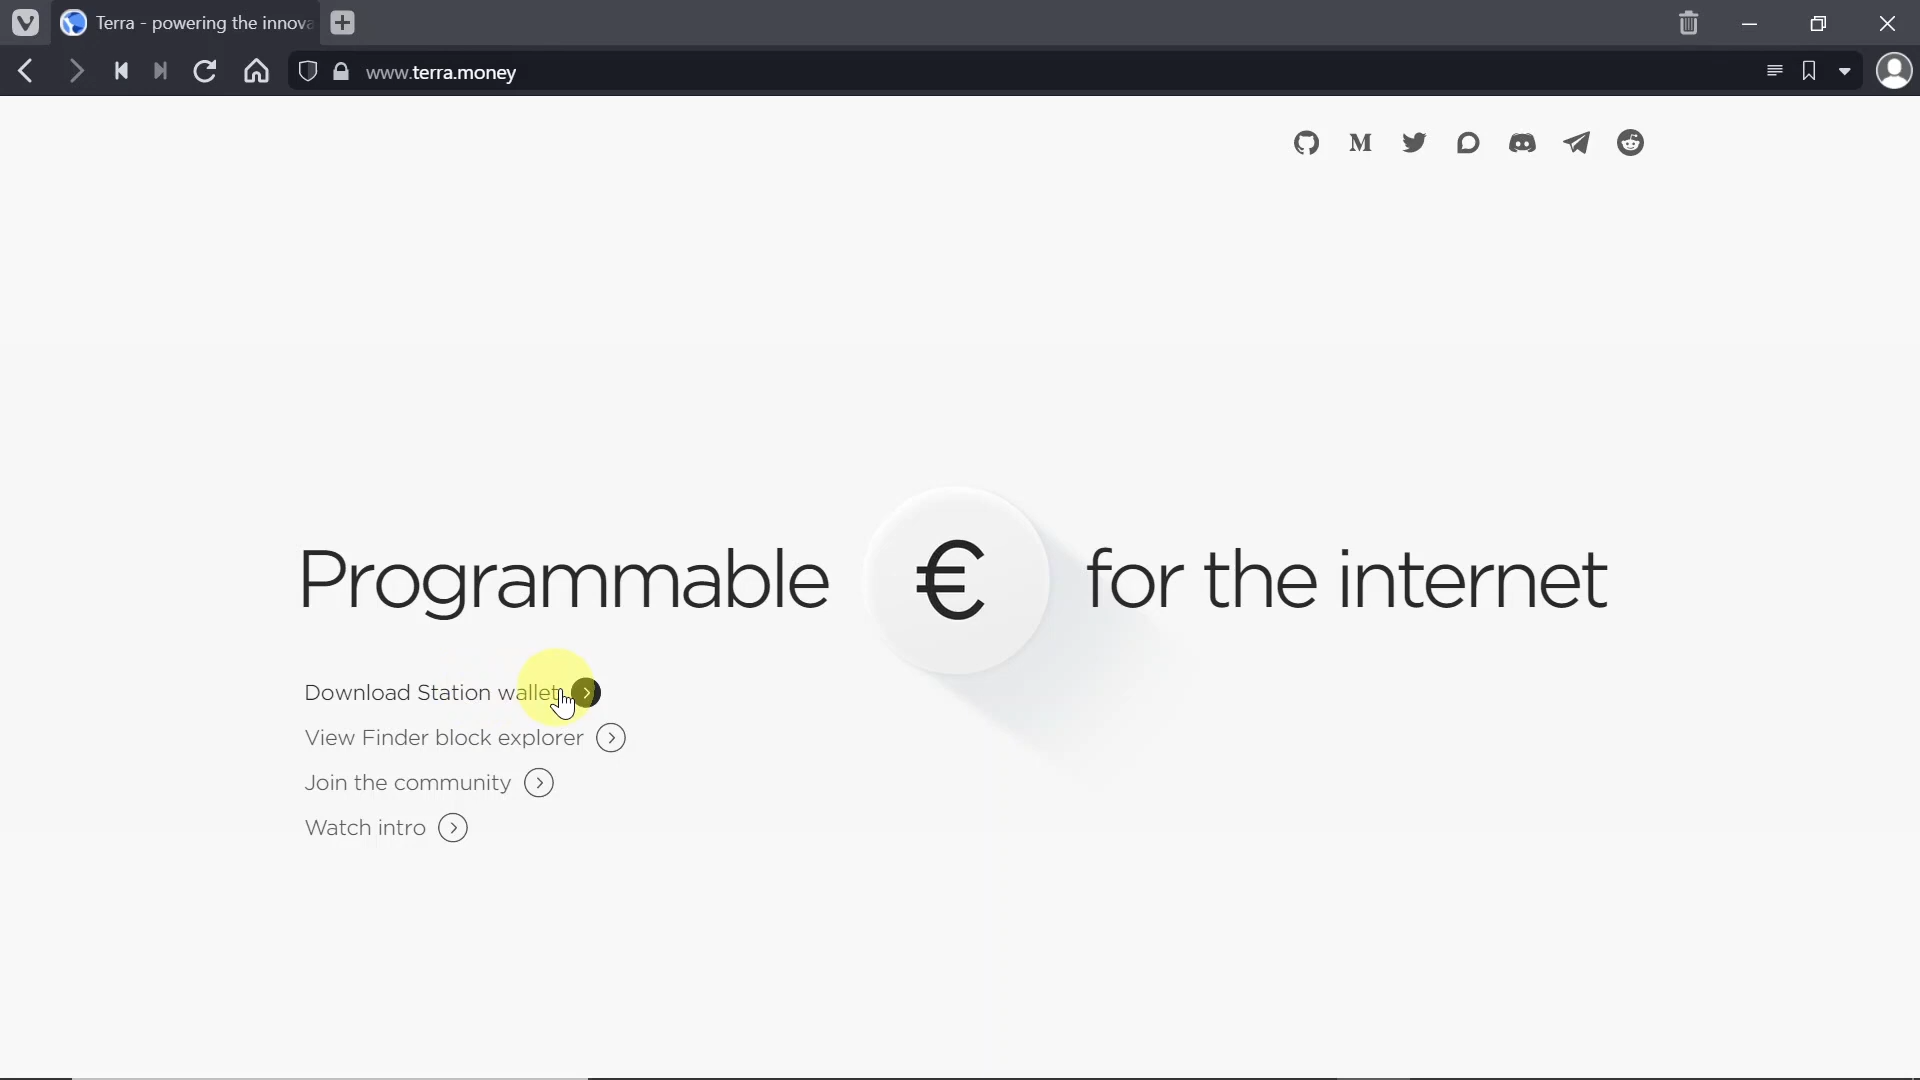 Terra - powering the innova
www.terra.money
Programmable € for the internet
Download Station wallet
View Finder block explorer
Join the community
Watch intro